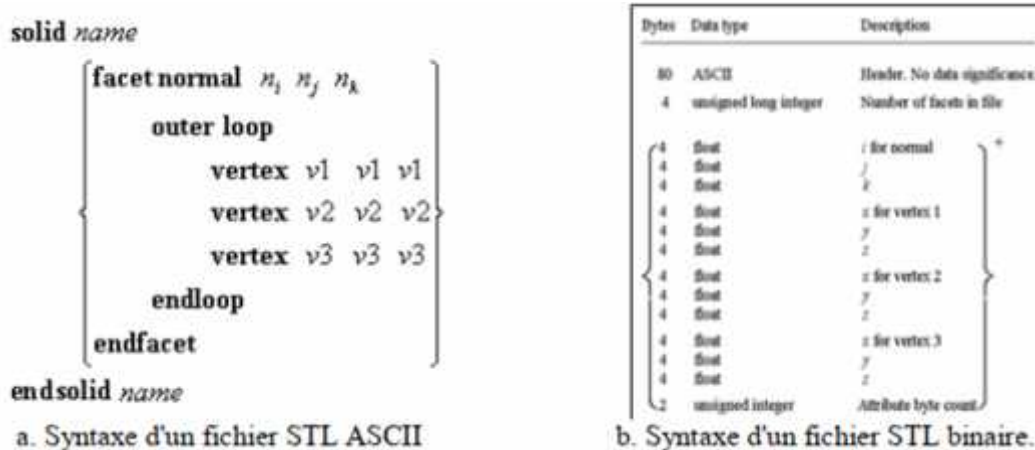 solid name
facet normal ni nj nk
outer loop
vertex v1 v1 v1
vertex v2 v2 v2
vertex v3 v3 v3
endloop
endfacet
endsolid name
a. Syntaxe d'un fichier STL ASCII
Bytes Data type Description
80 ASCII Header. No data significance
4 unsigned long integer Number of facets in file
4 float i for normal
4 float j
4 float k
4 float x for vertex 1
4 float y
4 float z
4 float x for vertex 2
4 float y
4 float z
4 float x for vertex 3
4 float y
4 float z
2 unsigned integer Attribute byte count
+
b. Syntaxe d'un fichier STL binaire.